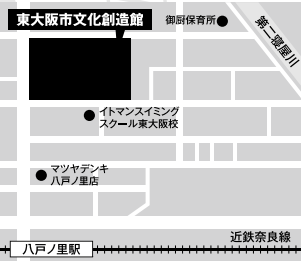 東大阪市文化創造館
御厨保育所
第二寝屋川
イトマンスイミング
スクール東大阪校
マツヤデンキ
八戸ノ里店
近鉄奈良線
八戸ノ里駅